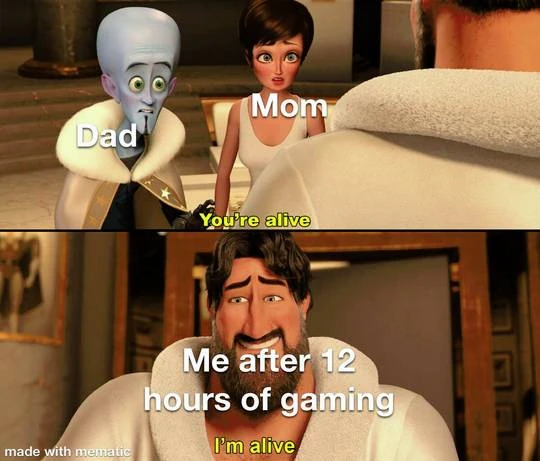 Mom
Dad
You're alive
Me after 12
hours of gaming
I'm alive
made with mematic